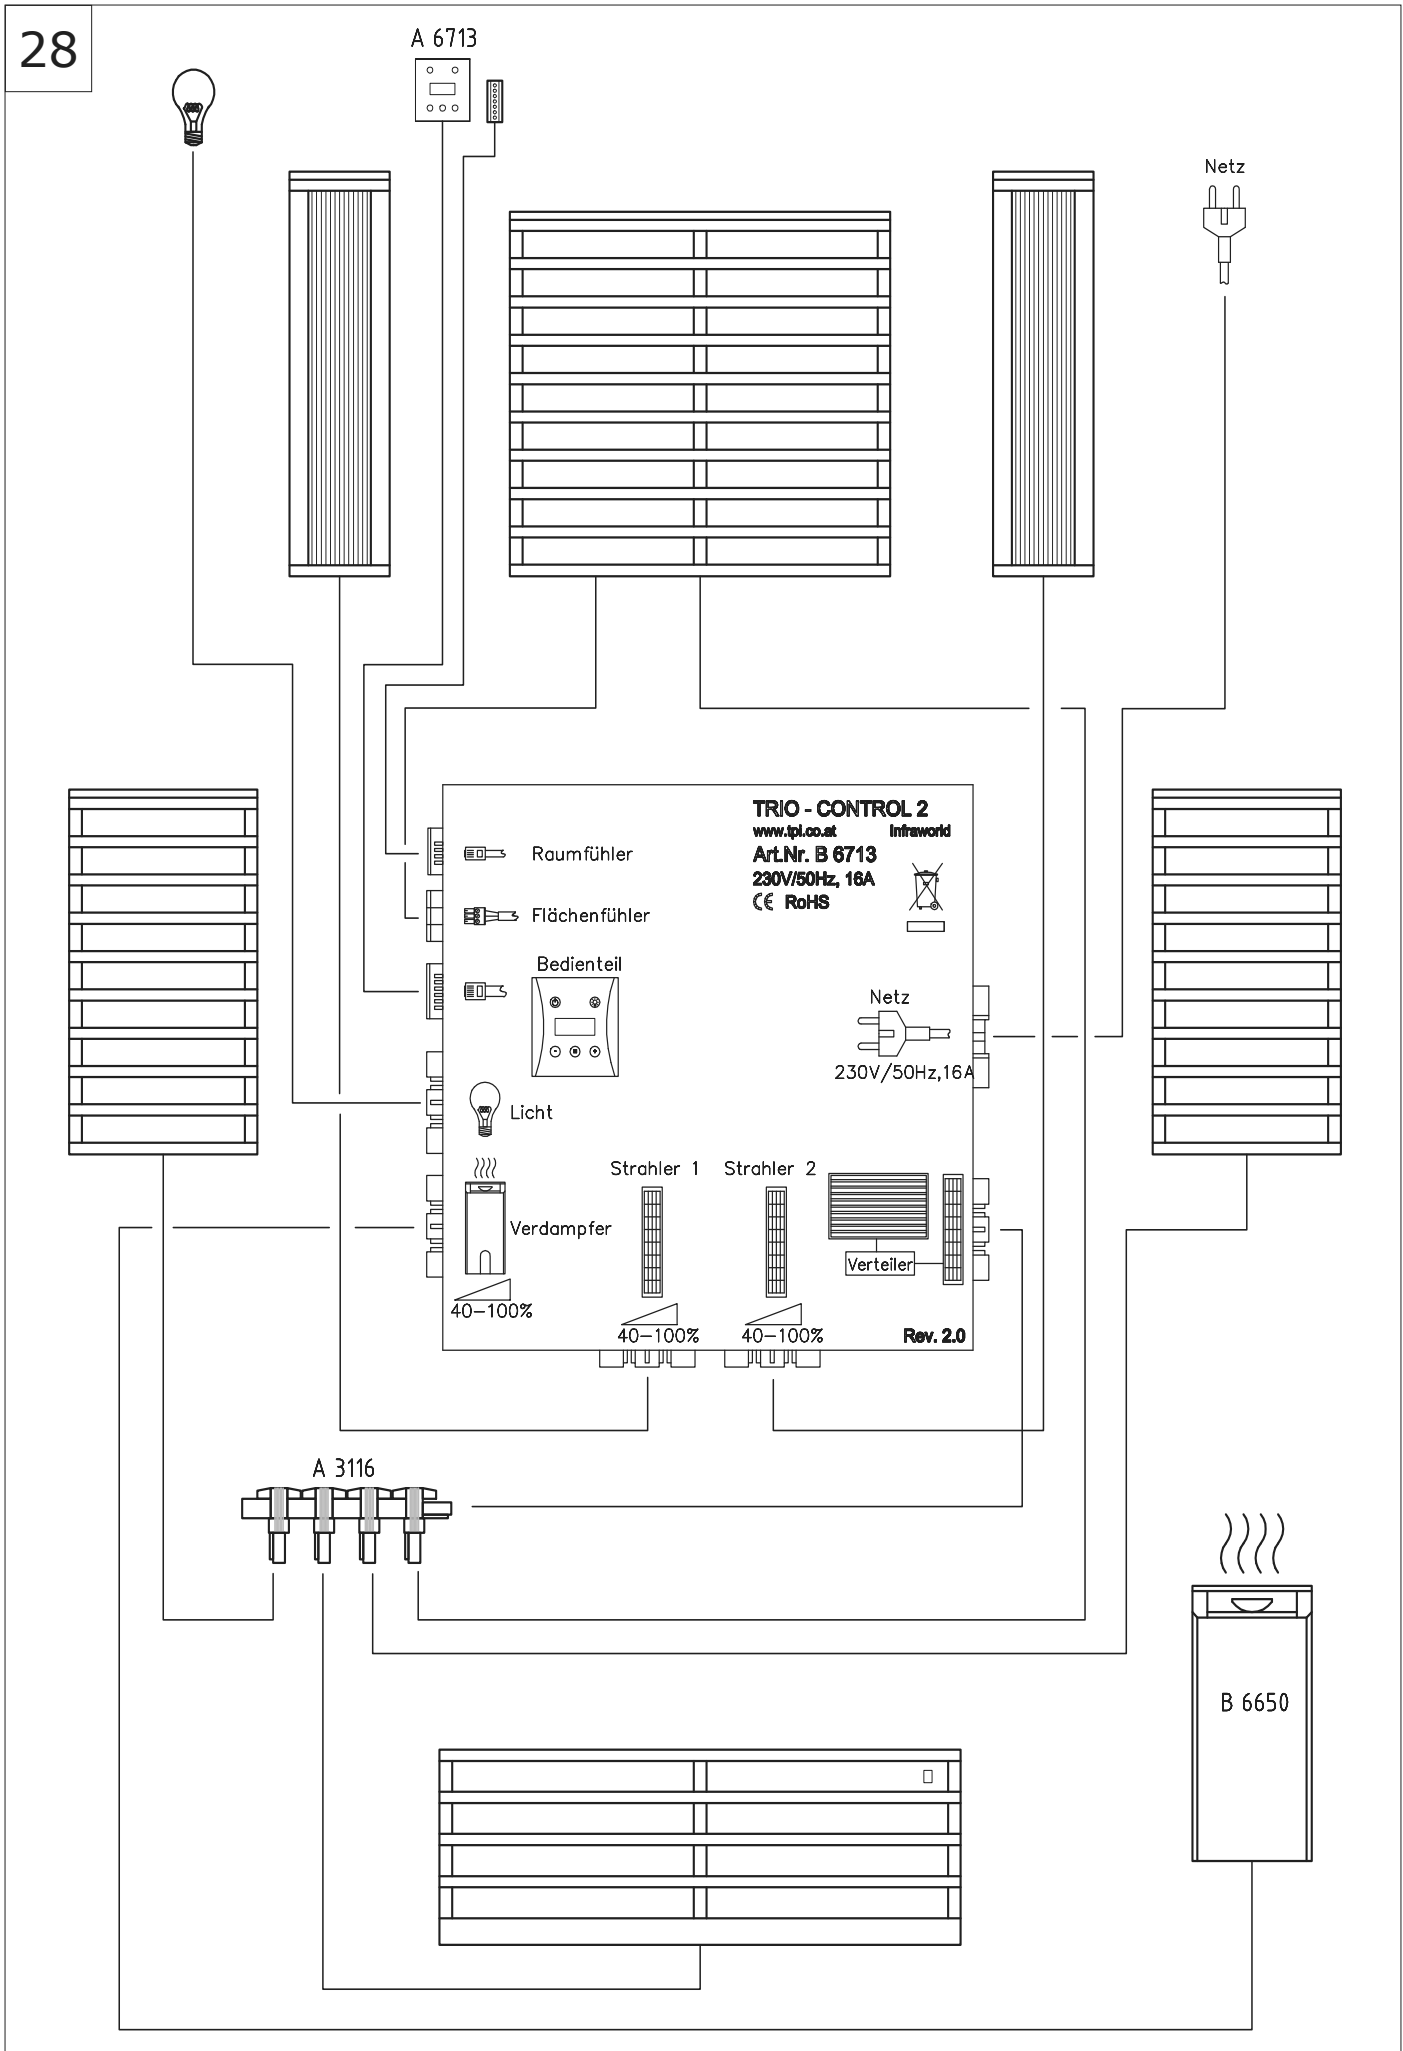 28
A 6713
Netz
TRIO - CONTROL 2
www.tpi.co.at Infraworld
Art.Nr. B 6713
230V/50Hz, 16A
CE RoHS
Raumfühler
Flächenfühler
Bedienteil
Netz
230V/50Hz,16A
Licht
Strahler 1 Strahler 2
Verdampfer
Verteiler
40-100%
40-100% 40-100% Rev. 2.0
A 3116
B 6650